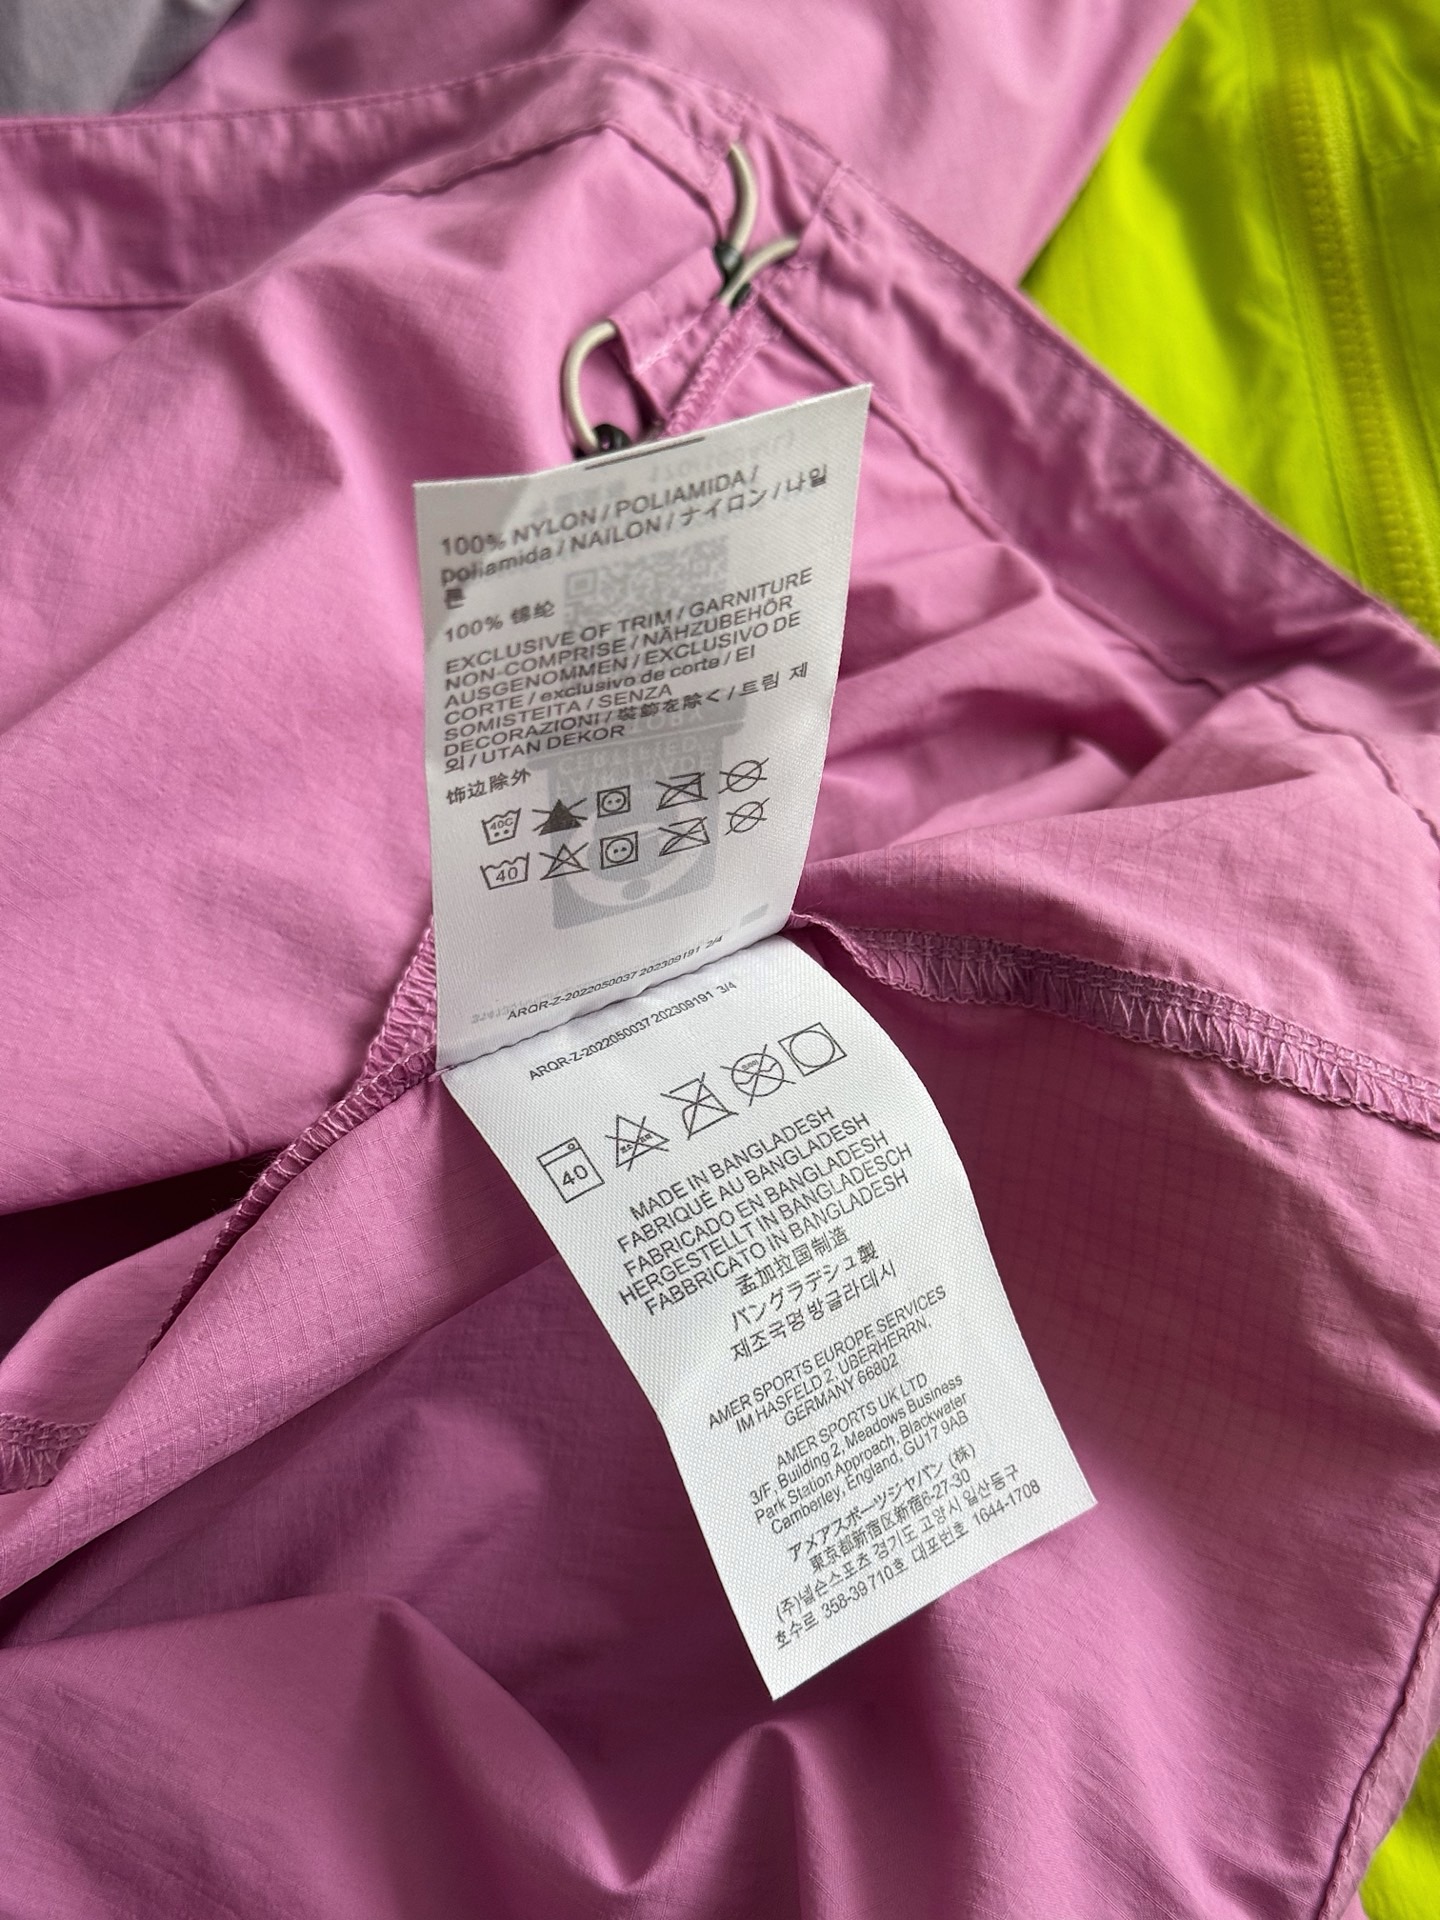 100% NYLON / POLIAMIDA /
poliamida / NAILON / ナイロン / 나일
론
100% 锦纶
EXCLUSIVE OF TRIM / GARNITURE
NON-COMPRISE / NÄHZUBEHÖR
AUSGENOMMEN / EXCLUSIVO DE
CORTE / exclusivo de corte / EI
SOMISTEITA / SENZA
DECORAZIONI / 装飾を除く / 트림 제
외 / UTAN DEKOR
饰边除外
40C
40
ARQR-Z-2022050037 202309191 2/4
ARQR-Z-2022050037 202309191 3/4
40
MADE IN BANGLADESH
FABRIQUÉ AU BANGLADESH
FABRICADO EN BANGLADESH
HERGESTELLT IN BANGLADESCH
FABBRICATO IN BANGLADESH
孟加拉国制造
バングラデシュ製
제조국명 방글라데시
AMER SPORTS EUROPE SERVICES
IM HASFELD 2, UBERHERRN,
GERMANY 66802
AMER SPORTS UK LTD
3/F, Building 2, Meadows Business
Park Station Approach, Blackwater
Camberley, England, GU17 9AB
アメアスポーツジャパン (株)
東京都新宿区新宿6-27-30
(주)넬슨스포츠 경기도 고양시 일산동구
호수로 358-39 710호 대표번호 1644-1708